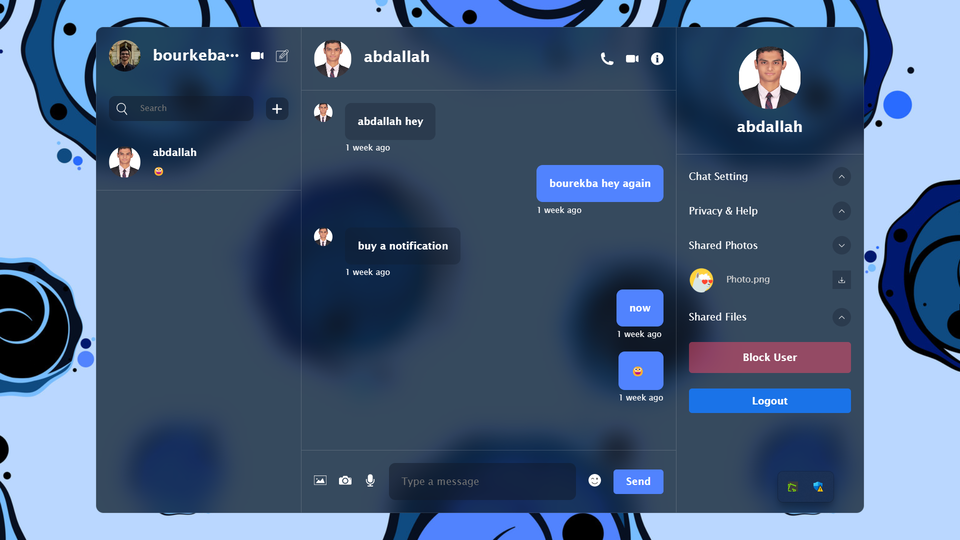 bourkeba•••
Search
abdallah
abdallah
abdallah hey
1 week ago
bourekba hey again
1 week ago
buy a notification
1 week ago
now
1 week ago
1 week ago
Type a message
Send
abdallah
Chat Setting
Privacy & Help
Shared Photos
Photo.png
Shared Files
Block User
Logout